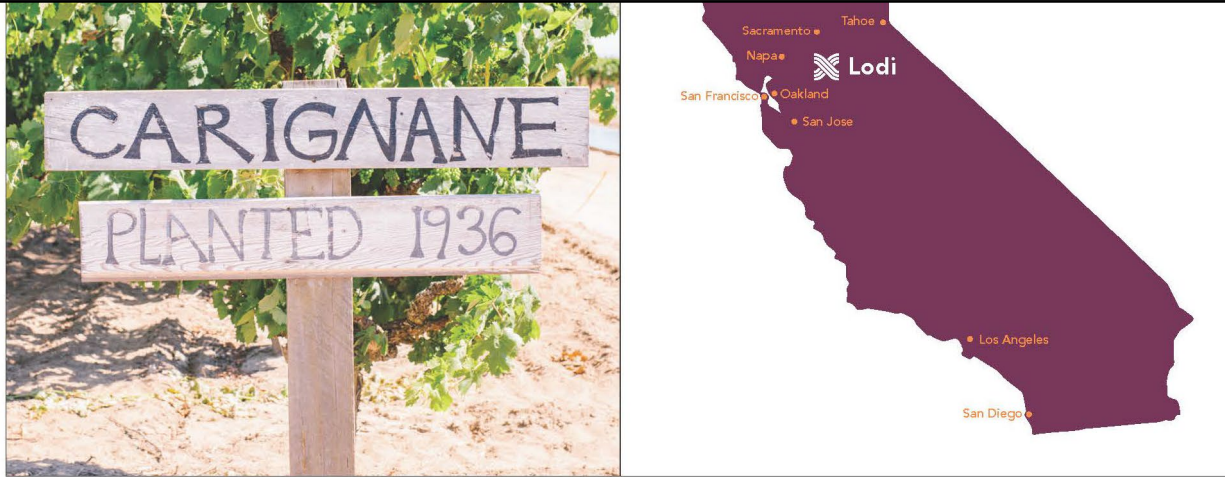 CARIGNANE
PLANTED 1936
Tahoe
Sacramento
Napa
Lodi
San Francisco
Oakland
San Jose
Los Angeles
San Diego